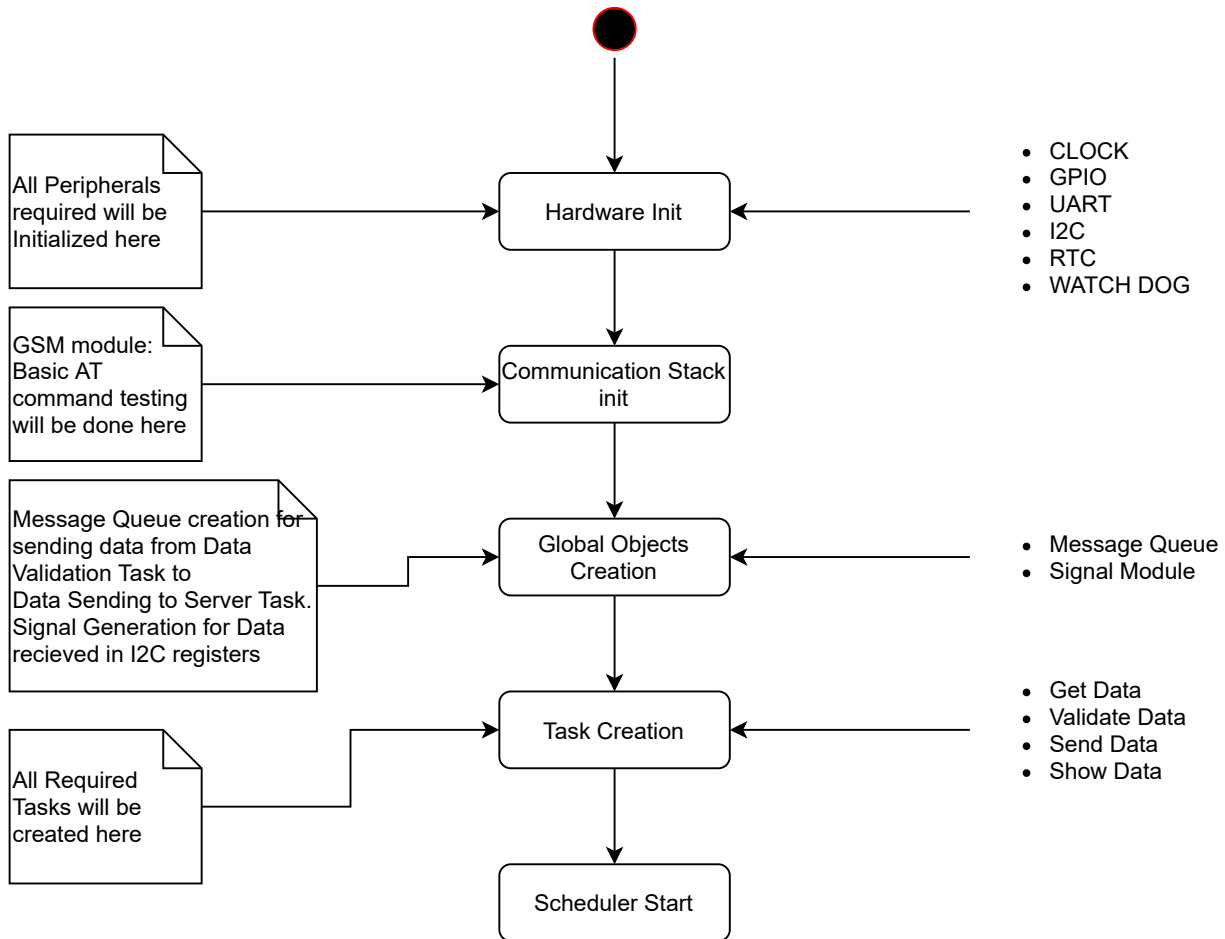 All Peripherals
required will be
Initialized here
Hardware Init
• CLOCK
• GPIO
• UART
• I2C
• RTC
• WATCH DOG
GSM module:
Basic AT
command testing
will be done here
Communication Stack
init
Message Queue creation for
sending data from Data
Validation Task to
Data Sending to Server Task.
Signal Generation for Data
recieved in I2C registers
Global Objects
Creation
• Message Queue
• Signal Module
All Required
Tasks will be
created here
Task Creation
• Get Data
• Validate Data
• Send Data
• Show Data
Scheduler Start